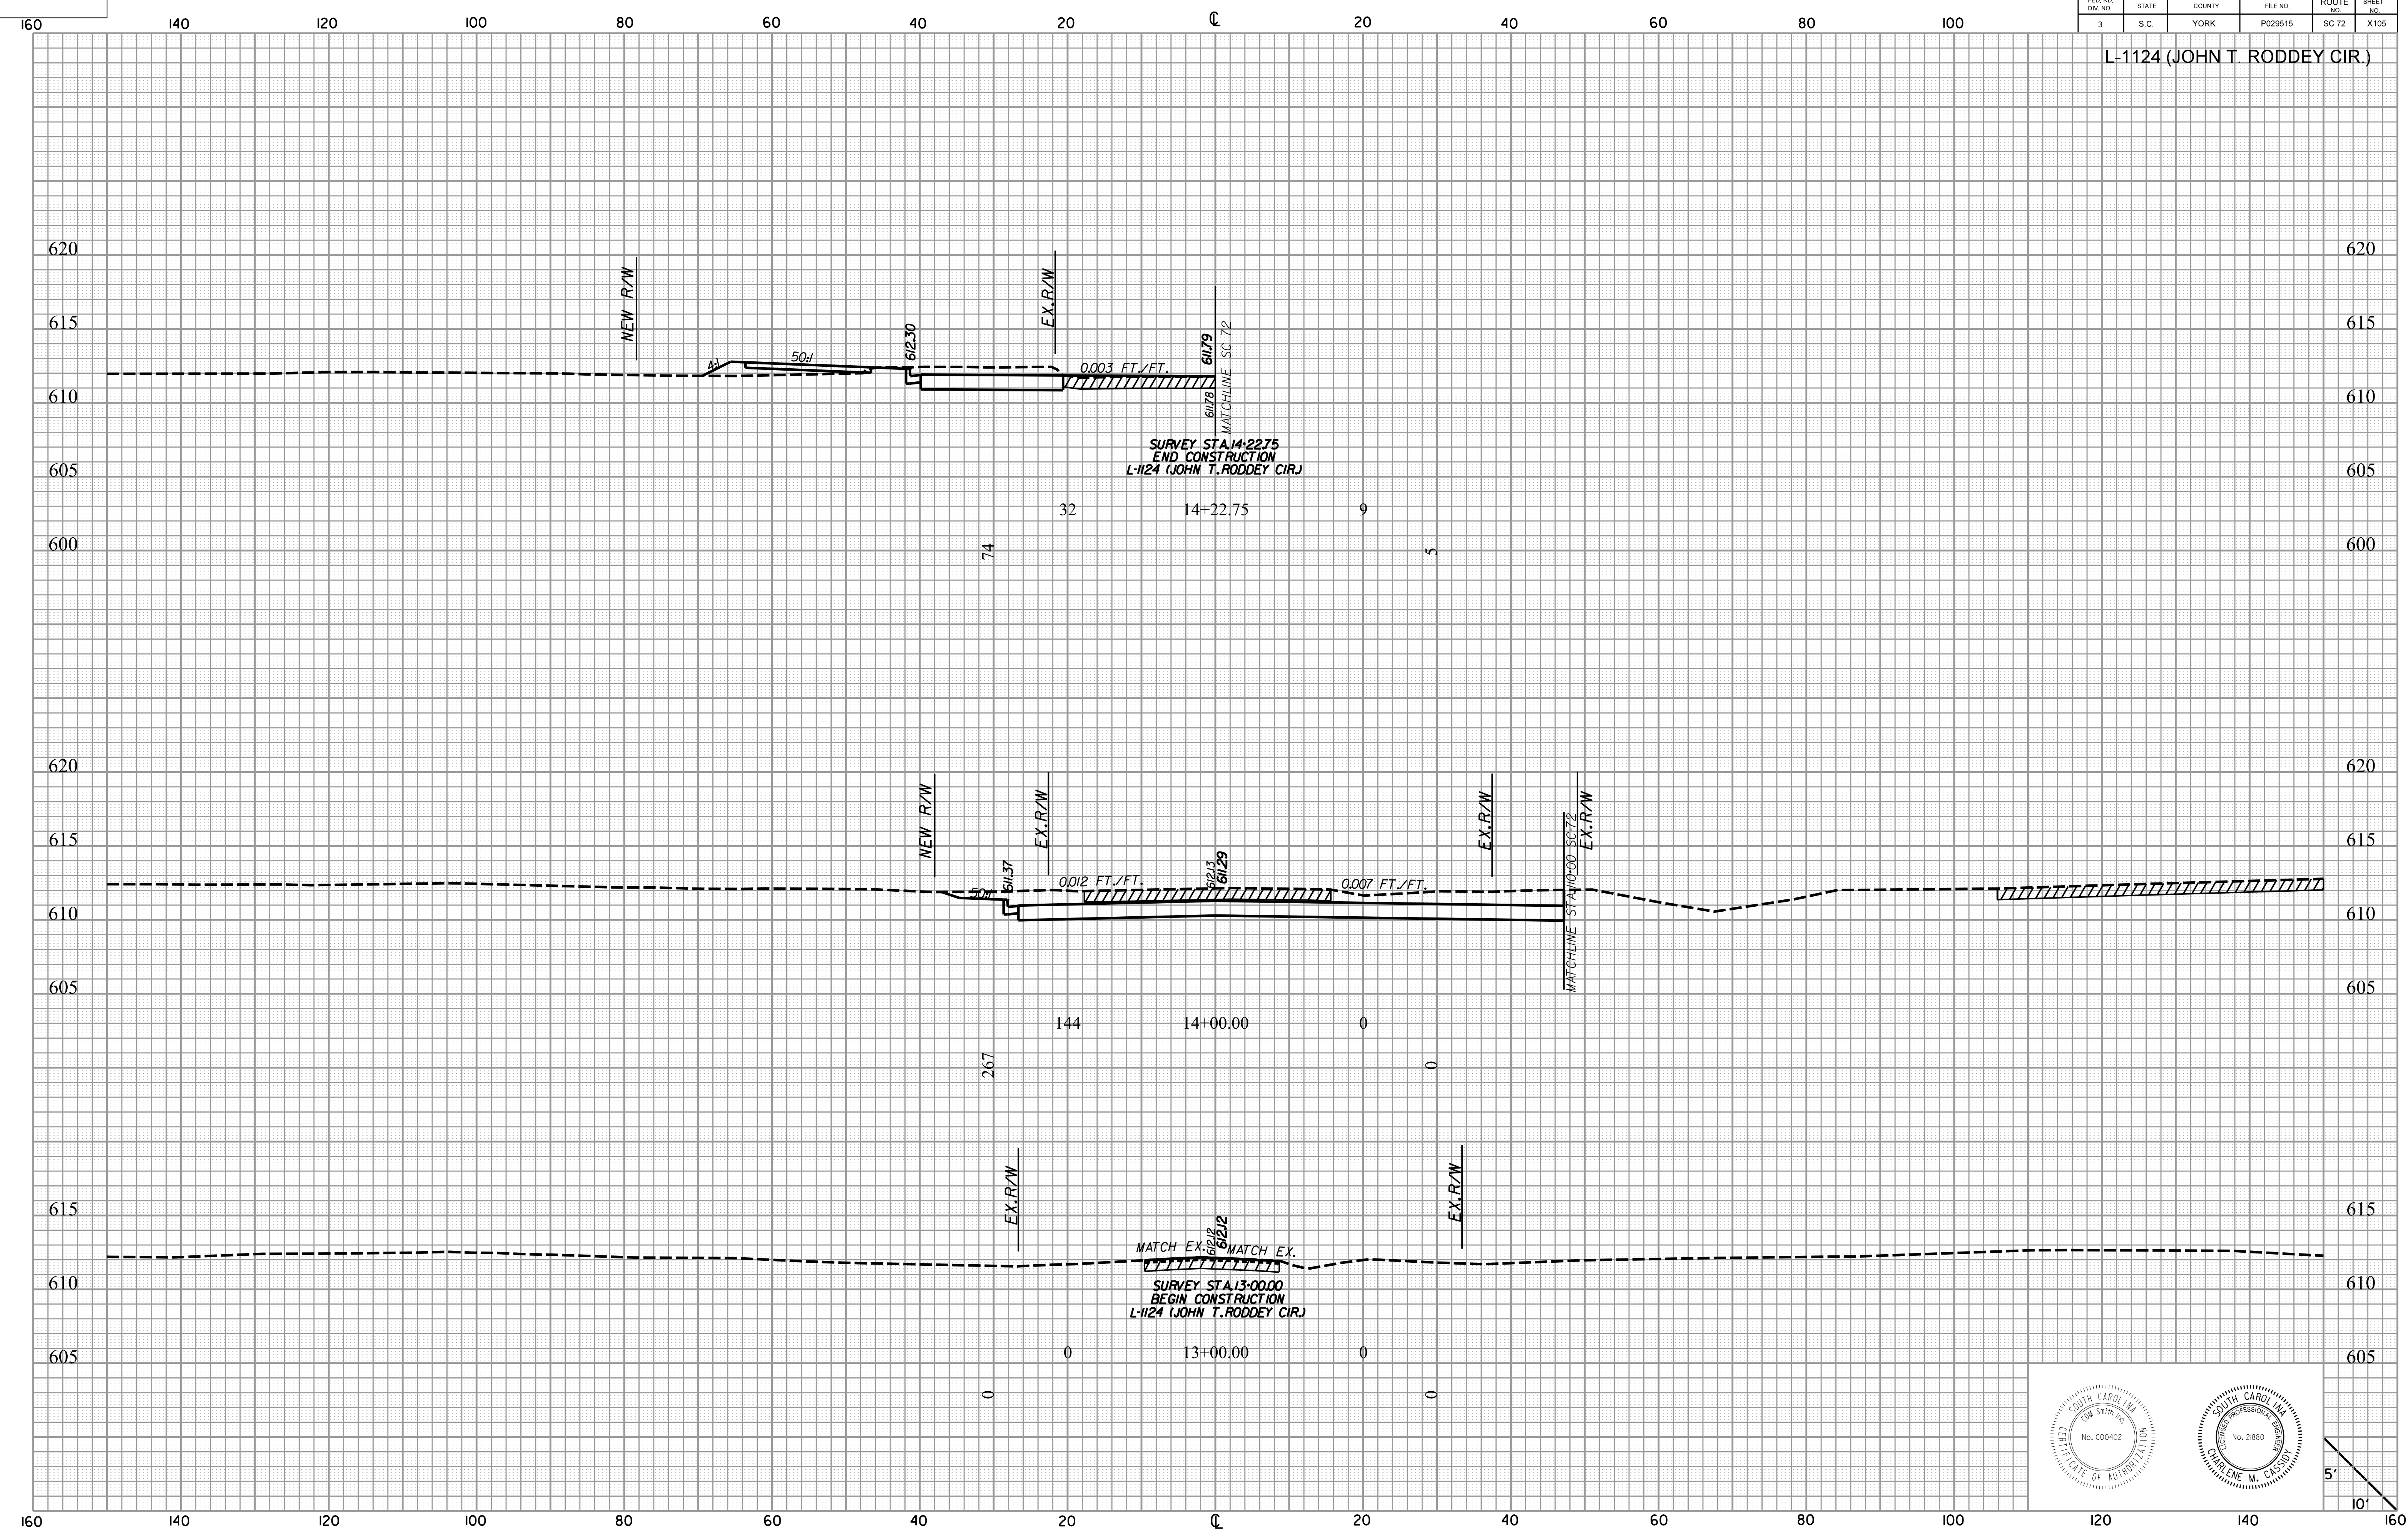 160 140 120 100 80 60 40 20 ℄ 20 40 60 80 100
FED. RD. DIV. NO. STATE COUNTY FILE NO. ROUTE NO. SHEET NO.
3 S.C. YORK P029515 SC 72 X105
L-1124 (JOHN T. RODDEY CIR.)
620 620
NEW R/W
EX. R/W
615 615
612.30
611.79
MATCHLINE SC 72
4:1
50:1
0.003 FT./FT.
610 610
611.78
SURVEY STA. 14+22.75
END CONSTRUCTION
L-1124 (JOHN T. RODDEY CIR.)
605 605
32 14+22.75 9
600 600
74 5
620 620
NEW R/W
EX. R/W
EX. R/W
EX. R/W
615 615
MATCHLINE STA. 110+00 SC-72
611.37
612.13
611.29
50:1
0.012 FT./FT.
0.007 FT./FT.
610 610
605 605
144 14+00.00 0
267 0
EX. R/W
EX. R/W
615 615
612.12
612.12
MATCH EX. MATCH EX.
610 610
SURVEY STA. 13+00.00
BEGIN CONSTRUCTION
L-1124 (JOHN T. RODDEY CIR.)
605 605
0 13+00.00 0
0 0
SOUTH CAROLINA
CDM Smith Inc.
No. C00402
CERTIFICATE OF AUTHORIZATION
SOUTH CAROLINA
LICENSED PROFESSIONAL ENGINEER
No. 21880
CHARLENE M. CASSIDY
5'
10'
160 140 120 100 80 60 40 20 ℄ 20 40 60 80 100 120 140 160